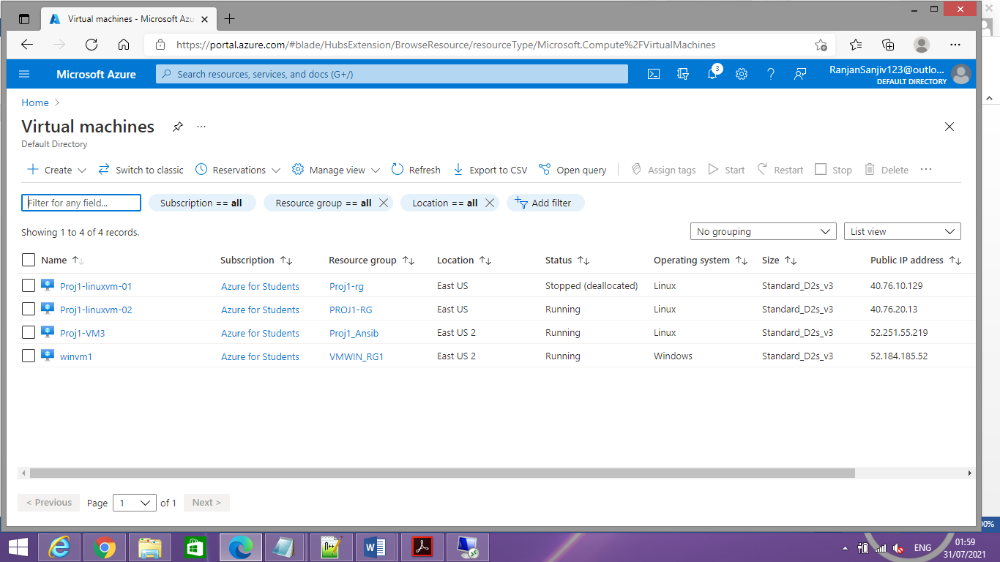 Virtual machines - Microsoft Azu
https://portal.azure.com/#blade/HubsExtension/BrowseResource/resourceType/Microsoft.Compute%2FVirtualMachines
Microsoft Azure Search resources, services, and docs (G+/) 3 RanjanSanjiv123@outlo...
DEFAULT DIRECTORY
Home >
Virtual machines ...
Default Directory
Create Switch to classic Reservations Manage view Refresh Export to CSV Open query Assign tags Start Restart Stop Delete ...
Filter for any field... Subscription == all Resource group == all Location == all Add filter
Showing 1 to 4 of 4 records. No grouping List view
Name Subscription Resource group Location Status Operating system Size Public IP address
Proj1-linuxvm-01 Azure for Students Proj1-rg East US Stopped (deallocated) Linux Standard_D2s_v3 40.76.10.129
Proj1-linuxvm-02 Azure for Students PROJ1-RG East US Running Linux Standard_D2s_v3 40.76.20.13
Proj1-VM3 Azure for Students Proj1_Ansib East US 2 Running Linux Standard_D2s_v3 52.251.55.219
winvm1 Azure for Students VMWIN_RG1 East US 2 Running Windows Standard_D2s_v3 52.184.185.52
< Previous Page 1 of 1 Next >
ENG 01:59
31/07/2021